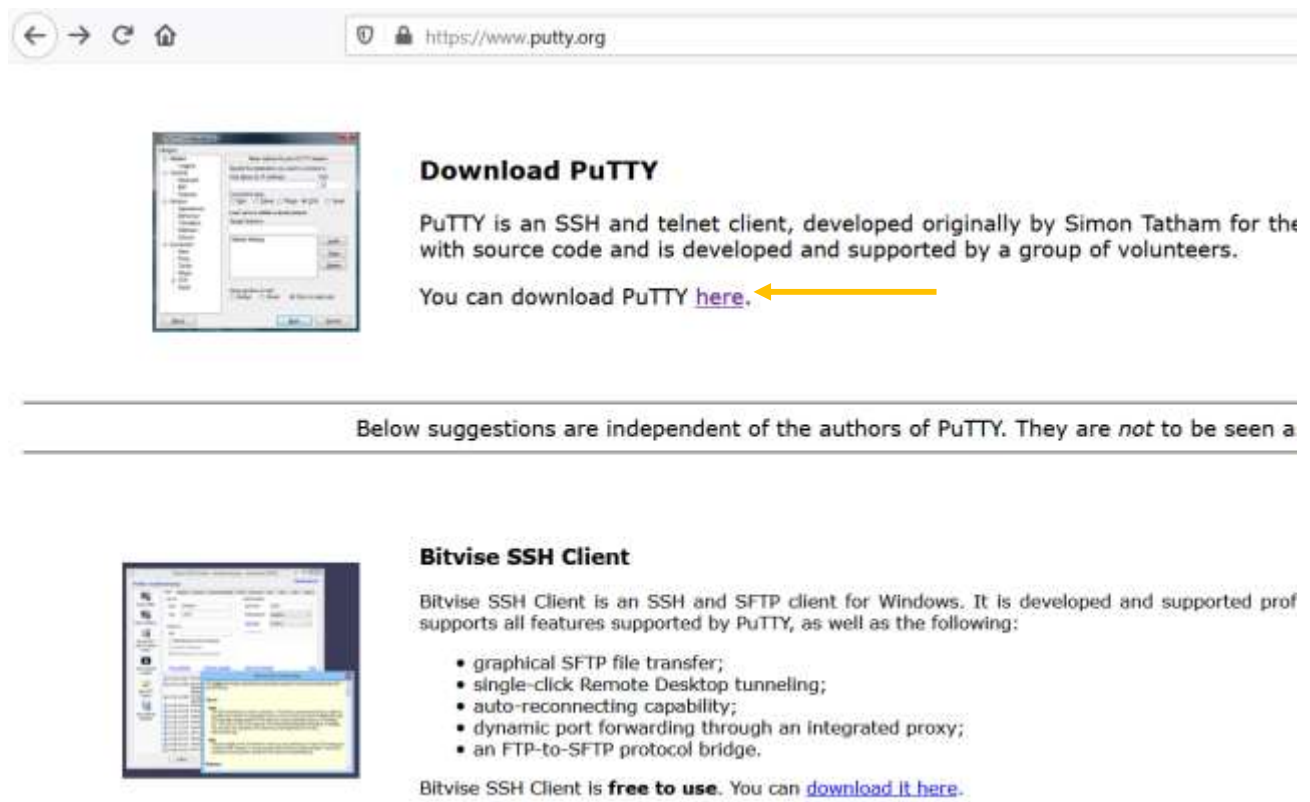 https://www.putty.org
Download PuTTY
PuTTY is an SSH and telnet client, developed originally by Simon Tatham for the
with source code and is developed and supported by a group of volunteers.
You can download PuTTY here.
Below suggestions are independent of the authors of PuTTY. They are not to be seen a
Bitvise SSH Client
Bitvise SSH Client is an SSH and SFTP client for Windows. It is developed and supported prof
supports all features supported by PuTTY, as well as the following:
• graphical SFTP file transfer;
• single-click Remote Desktop tunneling;
• auto-reconnecting capability;
• dynamic port forwarding through an integrated proxy;
• an FTP-to-SFTP protocol bridge.
Bitvise SSH Client is free to use. You can download it here.